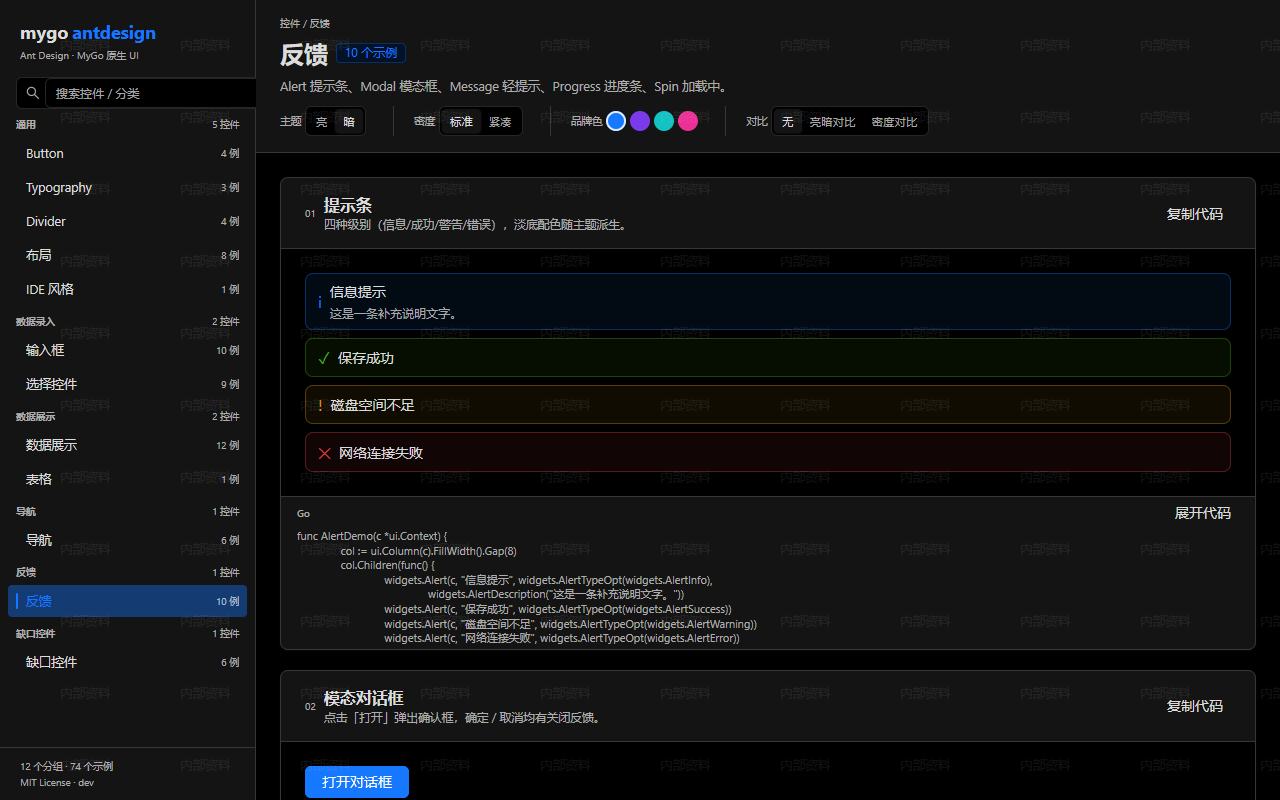 mygo antdesign
Ant Design · MyGo 原生 UI
搜索控件 / 分类
通用 5 控件
Button 4 例
Typography 3 例
Divider 4 例
布局 8 例
IDE 风格 1 例
数据录入 2 控件
输入框 10 例
选择控件 9 例
数据展示 2 控件
数据展示 12 例
表格 1 例
导航 1 控件
导航 6 例
反馈 1 控件
反馈 10 例
缺口控件 1 控件
缺口控件 6 例
12 个分组 · 74 个示例
MIT License · dev
控件 / 反馈
反馈 10 个示例
Alert 提示条、Modal 模态框、Message 轻提示、Progress 进度条、Spin 加载中。
主题 亮 暗 密度 标准 紧凑 品牌色 对比 无 亮暗对比 密度对比
01 提示条
四种级别（信息/成功/警告/错误），淡底配色随主题派生。
复制代码
信息提示
这是一条补充说明文字。
保存成功
磁盘空间不足
网络连接失败
Go 展开代码
func AlertDemo(c *ui.Context) {
col := ui.Column(c).FillWidth().Gap(8)
col.Children(func() {
widgets.Alert(c, "信息提示", widgets.AlertTypeOpt(widgets.AlertInfo),
widgets.AlertDescription("这是一条补充说明文字。"))
widgets.Alert(c, "保存成功", widgets.AlertTypeOpt(widgets.AlertSuccess))
widgets.Alert(c, "磁盘空间不足", widgets.AlertTypeOpt(widgets.AlertWarning))
widgets.Alert(c, "网络连接失败", widgets.AlertTypeOpt(widgets.AlertError))
02 模态对话框
点击「打开」弹出确认框，确定 / 取消均有关闭反馈。
复制代码
打开对话框
内部资料